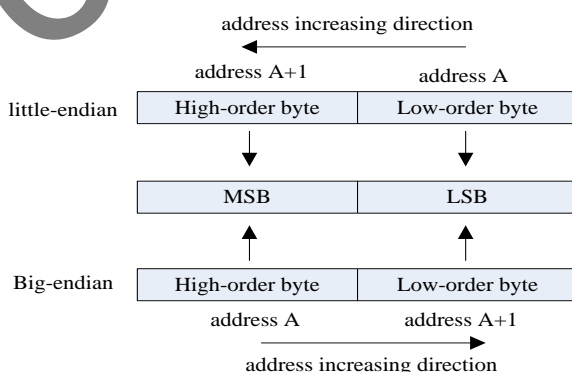 address increasing direction
address A+1 address A
little-endian High-order byte Low-order byte
MSB LSB
Big-endian High-order byte Low-order byte
address A address A+1
address increasing direction